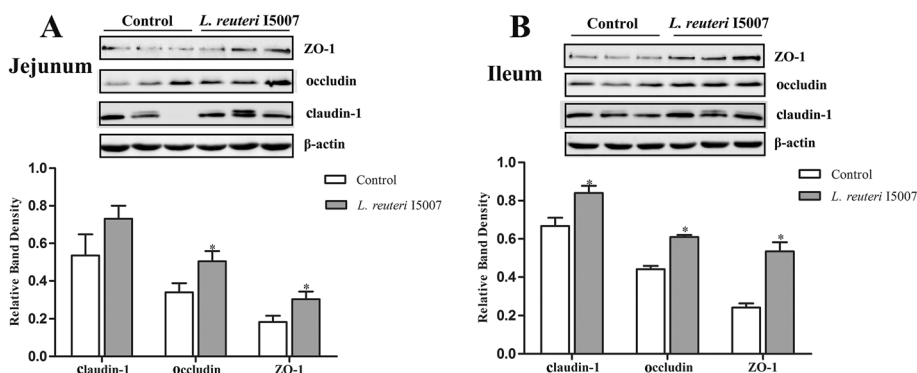 A
Jejunum
Control L. reuteri I5007
ZO-1
occludin
claudin-1
β-actin
Relative Band Density
0.8
0.6
0.4
0.2
0.0
Control
L. reuteri I5007
* *
claudin-1 occludin ZO-1
B
Ileum
Control L. reuteri I5007
ZO-1
occludin
claudin-1
β-actin
Relative Band Density
1.0
0.8
0.6
0.4
0.2
0.0
Control
L. reuteri I5007
* * *
claudin-1 occludin ZO-1